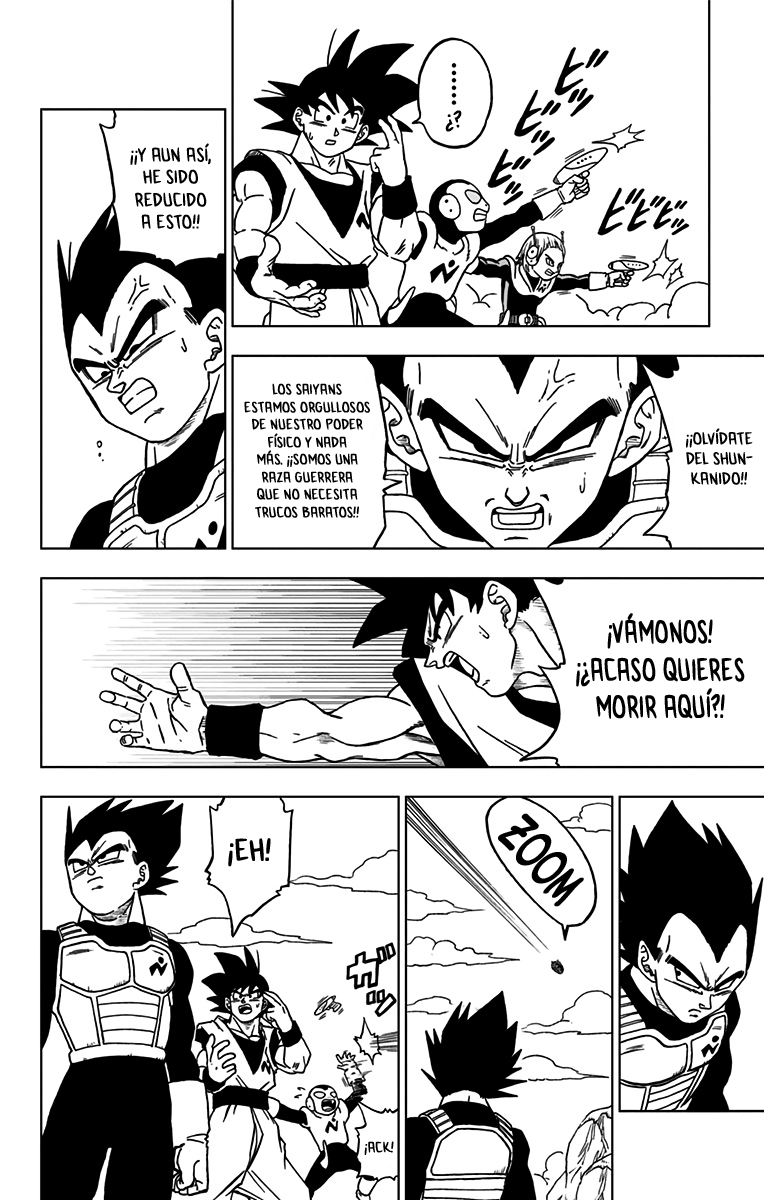 ビビビッ
ビビビビッ
......
¿?
¡¡OLVÍDATE
DEL SHUN-
KANIDO!!
LOS SAIYANS
ESTAMOS ORGULLOSOS
DE NUESTRO PODER
FÍSICO Y NADA
MÁS. ¡¡SOMOS UNA
RAZA GUERRERA
QUE NO NECESITA
TRUCOS BARATOS!!
¡¡Y AUN ASÍ,
HE SIDO
REDUCIDO
A ESTO!!
¡VÁMONOS!
¡¿ACASO QUIERES
MORIR AQUÍ?!
ZOOM
¡EH!
ガッ
¡ACK!